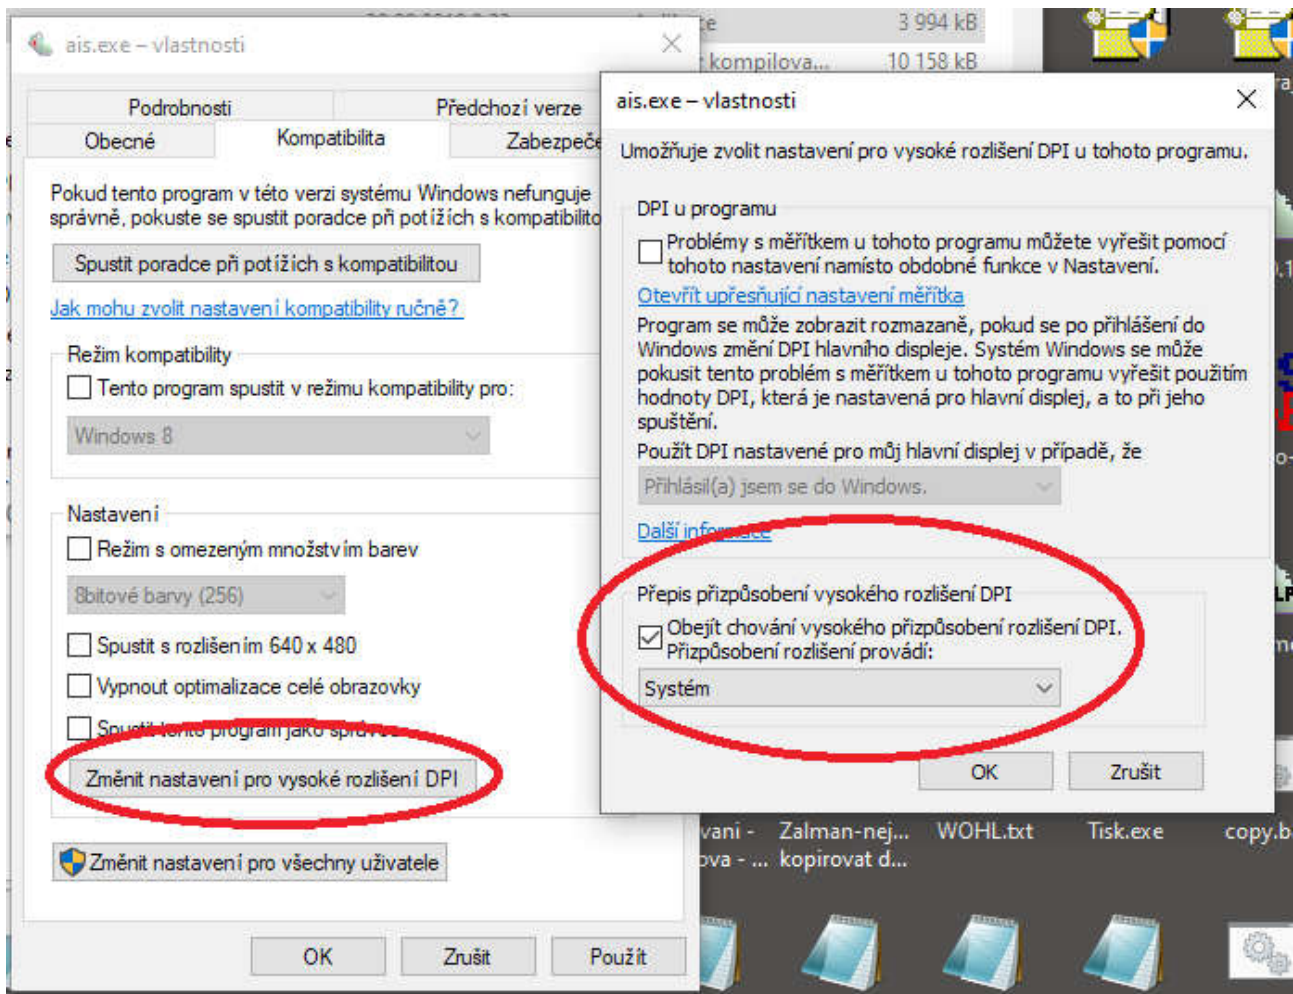 3 994 kB
kompilova...
10 158 kB
ais.exe – vlastnosti
Podrobnosti
Předchozí verze
Obecné
Kompatibilita
Zabezpeče
Pokud tento program v této verzi systému Windows nefunguje
správně, pokuste se spustit poradce při potížích s kompatibilito
Spustit poradce při potížích s kompatibilitou
Jak mohu zvolit nastavení kompatibility ručně?
Režim kompatibility
Tento program spustit v režimu kompatibility pro:
Windows 8
Nastavení
Režim s omezeným množstvím barev
8bitové barvy (256)
Spustit s rozlišením 640 x 480
Vypnout optimalizace celé obrazovky
Spustit tento program jako správce
Změnit nastavení pro vysoké rozlišení DPI
Změnit nastavení pro všechny uživatele
OK
Zrušit
Použít
ais.exe – vlastnosti
Umožňuje zvolit nastavení pro vysoké rozlišení DPI u tohoto programu.
DPI u programu
Problémy s měřítkem u tohoto programu můžete vyřešit pomocí
tohoto nastavení namísto obdobné funkce v Nastavení.
Otevřít upřesňující nastavení měřítka
Program se může zobrazit rozmazaně, pokud se po přihlášení do
Windows změní DPI hlavního displeje. Systém Windows se může
pokusit tento problém s měřítkem u tohoto programu vyřešit použitím
hodnoty DPI, která je nastavená pro hlavní displej, a to při jeho
spuštění.
Použít DPI nastavené pro můj hlavní displej v případě, že
Přihlásil(a) jsem se do Windows.
Další informace
Přepis přizpůsobení vysokého rozlišení DPI
Obejít chování vysokého přizpůsobení rozlišení DPI.
Přizpůsobení rozlišení provádí:
Systém
OK
Zrušit
vani -
ova - ...
Zalman-nej...
kopirovat d...
WOHL.txt
Tisk.exe
copy.b